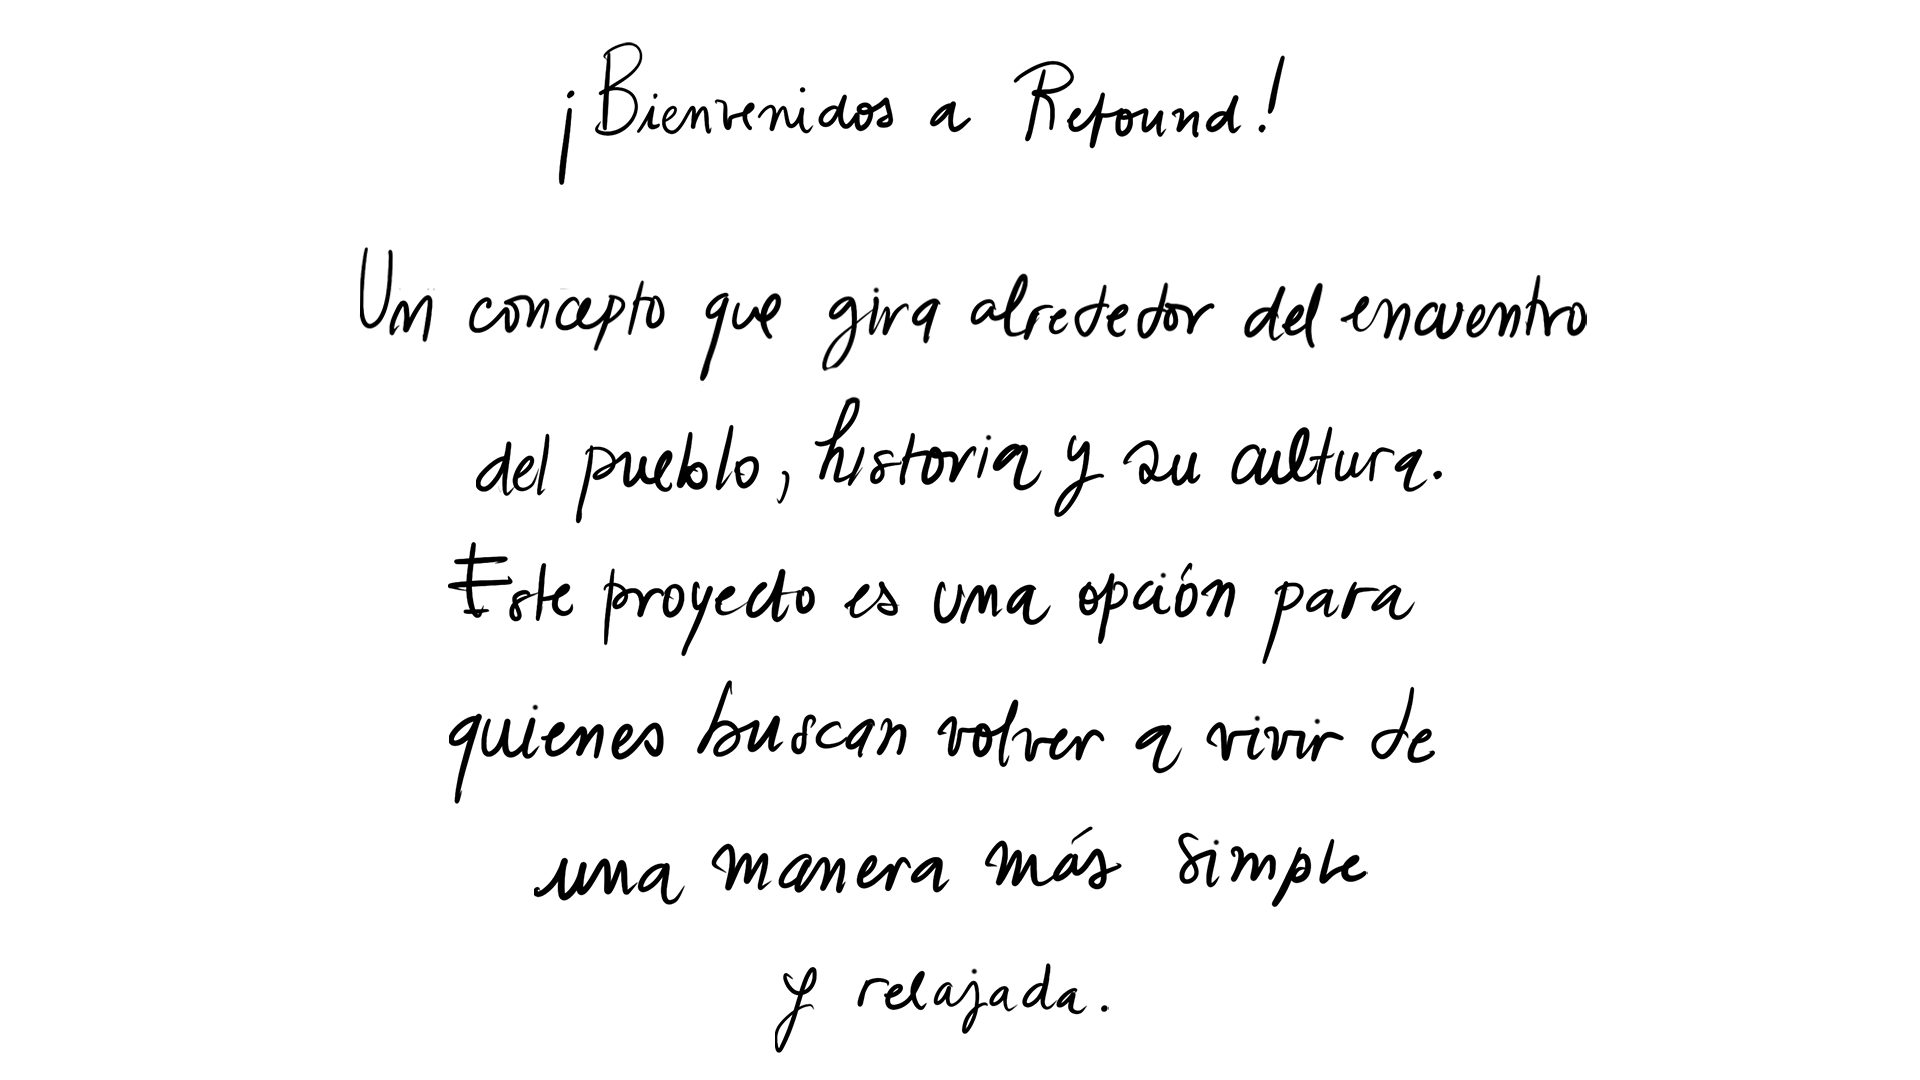 ¡Bienvenidos a Refound!
Un concepto que gira alrededor del encuentro
del pueblo, historia y su cultura.
Este proyecto es una opción para
quienes buscan volver a vivir de
una manera más simple
y relajada.